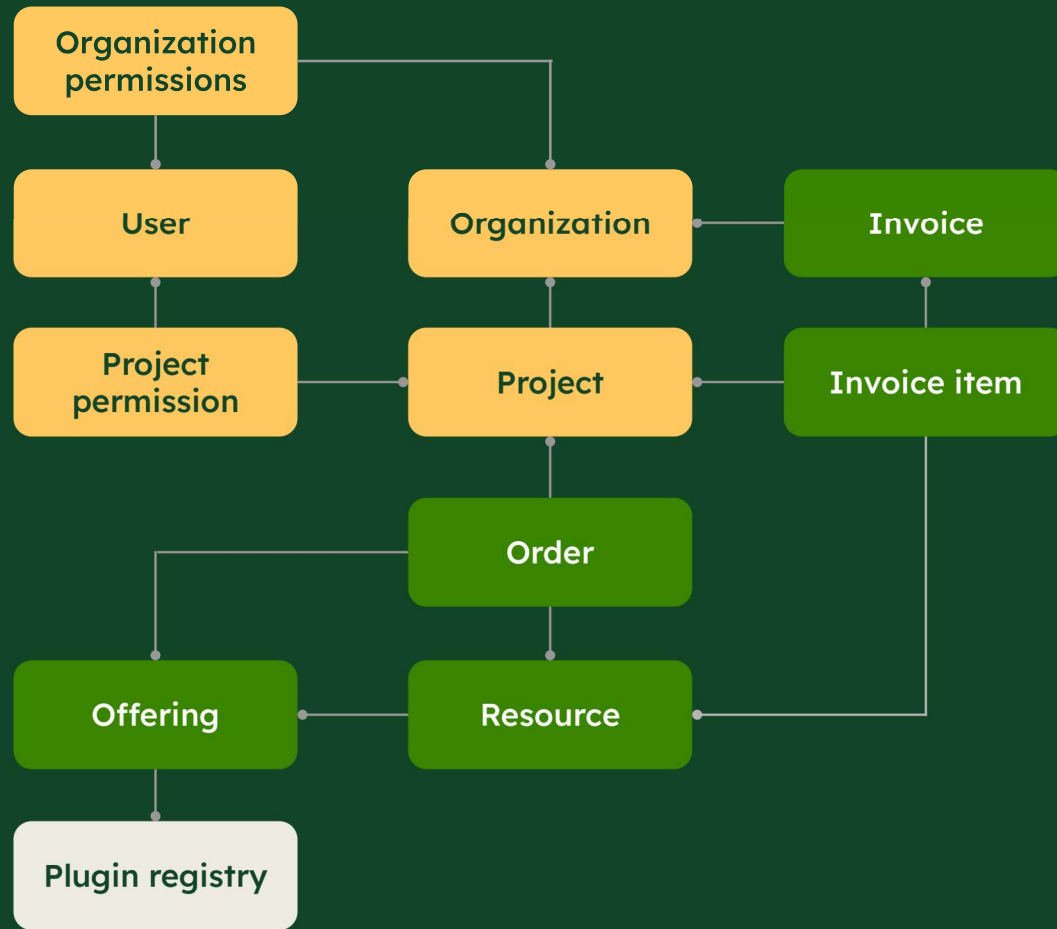 Organization
permissions
User
Organization
Invoice
Project
permission
Project
Invoice item
Order
Offering
Resource
Plugin registry